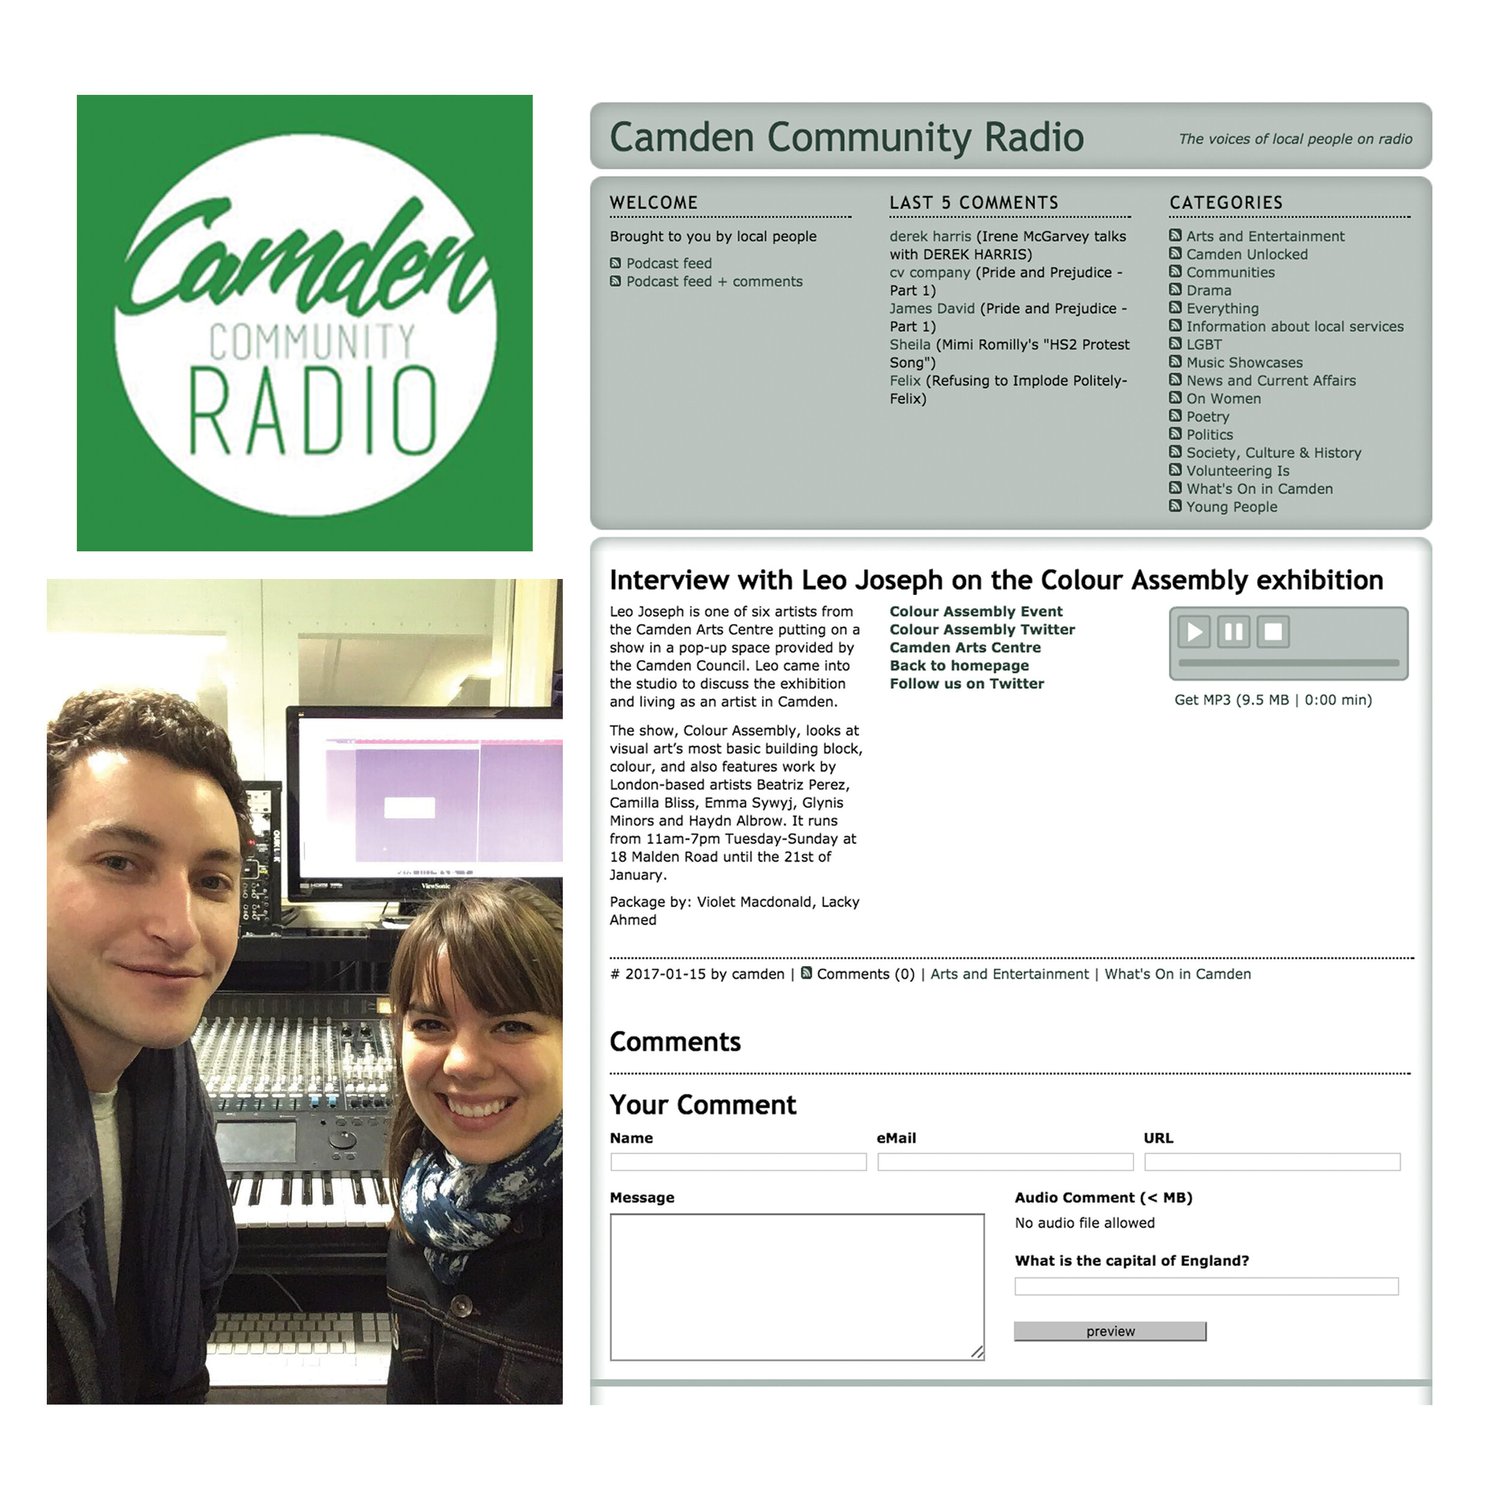 Camden
COMMUNITY
RADIO
ViewSonic
Camden Community Radio
The voices of local people on radio
WELCOME
Brought to you by local people
Podcast feed
Podcast feed + comments
LAST 5 COMMENTS
derek harris (Irene McGarvey talks
with DEREK HARRIS)
cv company (Pride and Prejudice -
Part 1)
James David (Pride and Prejudice -
Part 1)
Sheila (Mimi Romilly's "HS2 Protest
Song")
Felix (Refusing to Implode Politely-
Felix)
CATEGORIES
Arts and Entertainment
Camden Unlocked
Communities
Drama
Everything
Information about local services
LGBT
Music Showcases
News and Current Affairs
On Women
Poetry
Politics
Society, Culture & History
Volunteering Is
What's On in Camden
Young People
Interview with Leo Joseph on the Colour Assembly exhibition
Leo Joseph is one of six artists from
the Camden Arts Centre putting on a
show in a pop-up space provided by
the Camden Council. Leo came into
the studio to discuss the exhibition
and living as an artist in Camden.
The show, Colour Assembly, looks at
visual art’s most basic building block,
colour, and also features work by
London-based artists Beatriz Perez,
Camilla Bliss, Emma Sywyj, Glynis
Minors and Haydn Albrow. It runs
from 11am-7pm Tuesday-Sunday at
18 Malden Road until the 21st of
January.
Package by: Violet Macdonald, Lacky
Ahmed
Colour Assembly Event
Colour Assembly Twitter
Camden Arts Centre
Back to homepage
Follow us on Twitter
Get MP3 (9.5 MB | 0:00 min)
# 2017-01-15 by camden | Comments (0) | Arts and Entertainment | What's On in Camden
Comments
Your Comment
Name
eMail
URL
Message
Audio Comment (< MB)
No audio file allowed
What is the capital of England?
preview